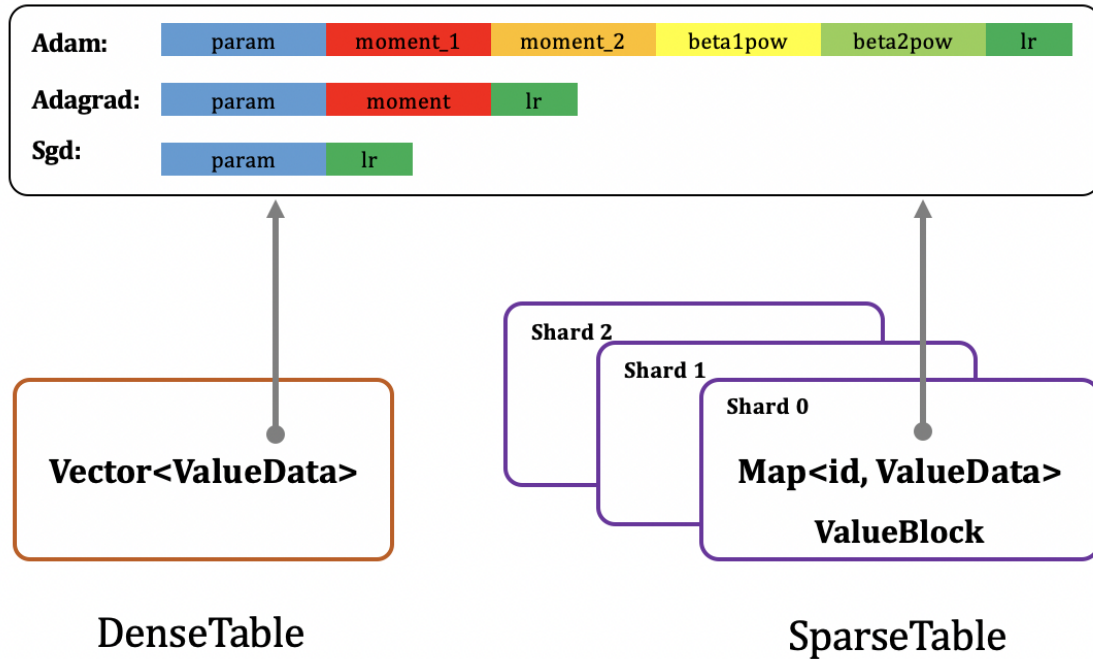 Adam: param moment_1 moment_2 beta1pow beta2pow lr
Adagrad: param moment lr
Sgd: param lr
Shard 2
Shard 1
Shard 0
Vector<ValueData>
Map<id, ValueData>
ValueBlock
DenseTable
SparseTable